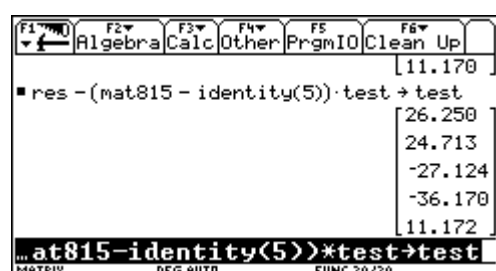 F1 F2 F3 F4 F5 F6
Algebra Calc Other PrgmIO Clean Up
[11.170 ]
▪ res -(mat815 - identity(5))·test → test
[26.250
24.713
-27.124
-36.170
11.172 ]
…at815-identity(5))*test→test
MATRIX DEG AUTO FUNC 30/30